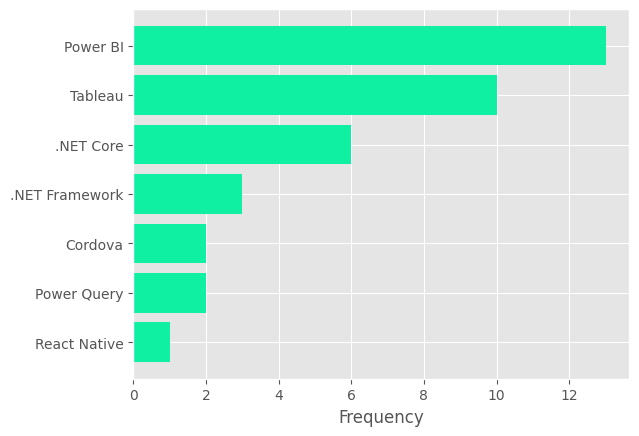 Power BI
Tableau
.NET Core
.NET Framework
Cordova
Power Query
React Native
0 2 4 6 8 10 12
Frequency